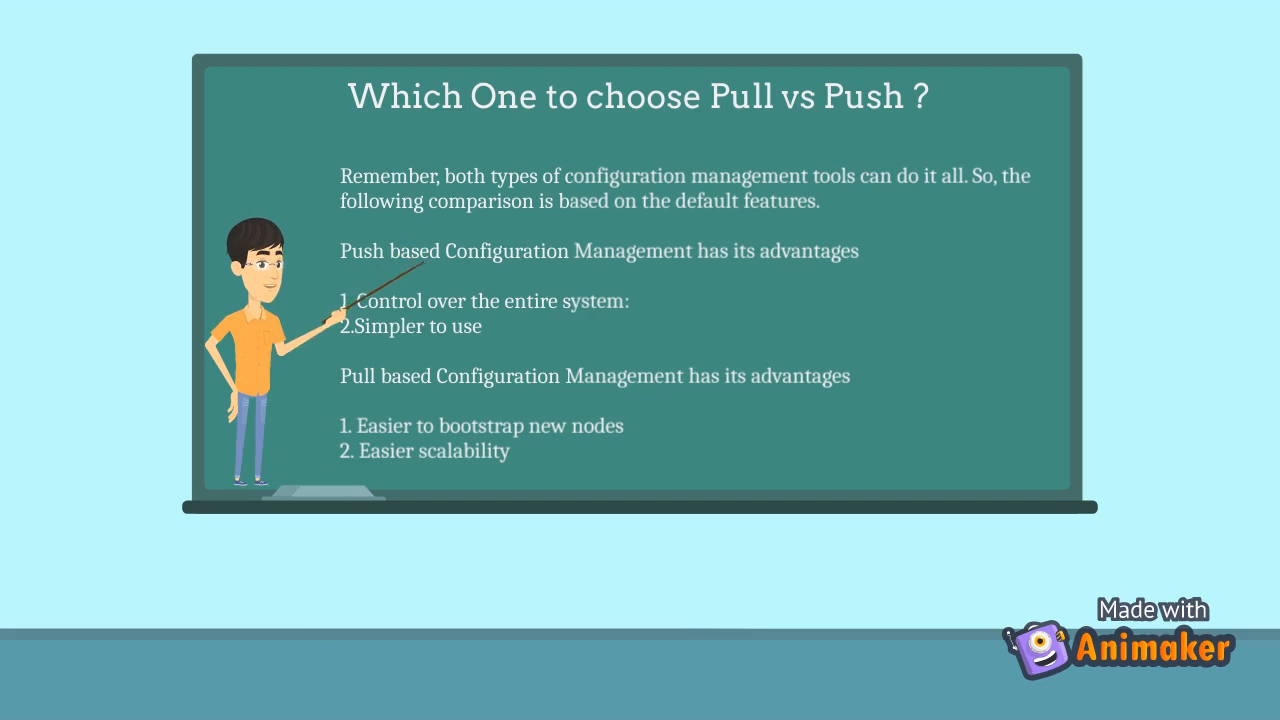 Which One to choose Pull vs Push ?
Remember, both types of configuration management tools can do it all. So, the
following comparison is based on the default features.
Push based Configuration Management has its advantages
1. Control over the entire system:
2.Simpler to use
Pull based Configuration Management has its advantages
1. Easier to bootstrap new nodes
2. Easier scalability
Made with
Animaker